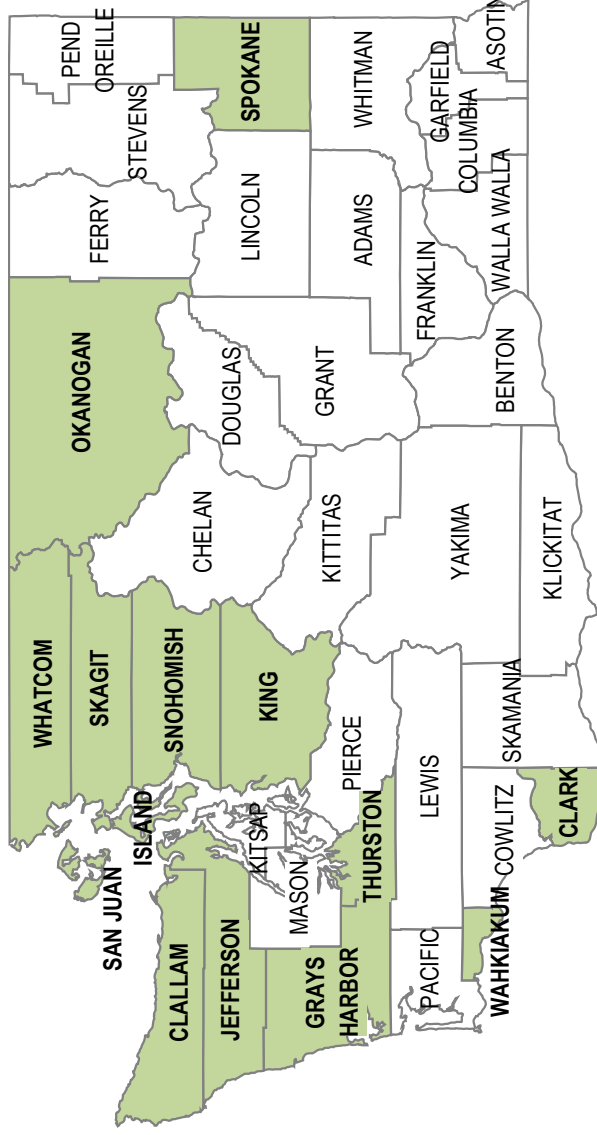 WHATCOM
SKAGIT
SNOHOMISH
KING
SAN JUAN
ISLAND
CLALLAM
JEFFERSON
GRAYS
HARBOR
KITSAP
MASON
THURSTON
PIERCE
LEWIS
PACIFIC
WAHKIAKUM
COWLITZ
CLARK
SKAMANIA
OKANOGAN
CHELAN
DOUGLAS
KITTITAS
GRANT
YAKIMA
KLICKITAT
BENTON
FERRY
STEVENS
PEND
OREILLE
LINCOLN
SPOKANE
ADAMS
WHITMAN
FRANKLIN
WALLA WALLA
COLUMBIA
GARFIELD
ASOTIN